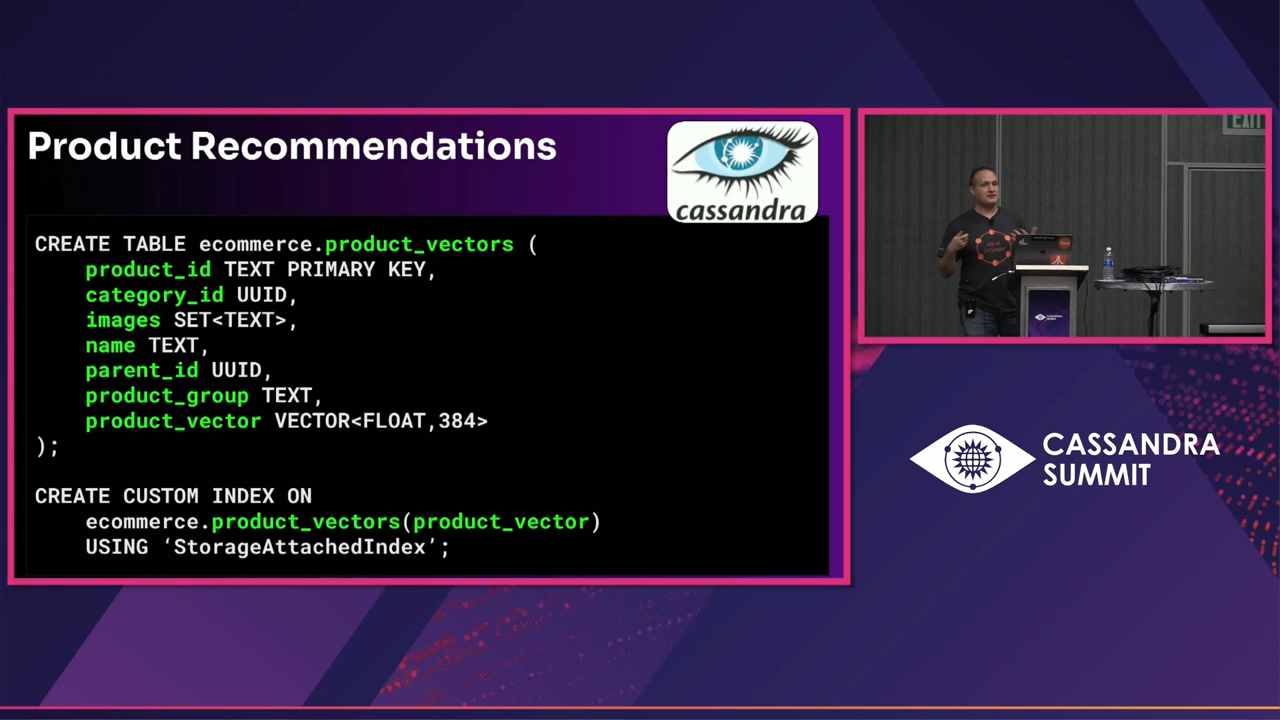 Product Recommendations
cassandra
CREATE TABLE ecommerce.product_vectors (
product_id TEXT PRIMARY KEY,
category_id UUID,
images SET<TEXT>,
name TEXT,
parent_id UUID,
product_group TEXT,
product_vector VECTOR<FLOAT,384>
);
CREATE CUSTOM INDEX ON
ecommerce.product_vectors(product_vector)
USING ‘StorageAttachedIndex’;
EXIT
CASSANDRA
SUMMIT